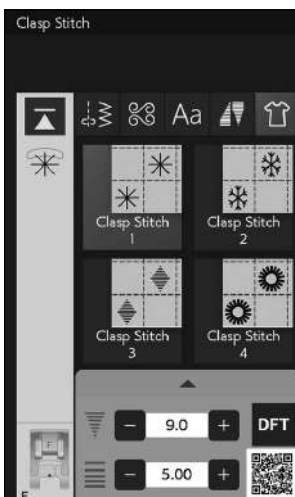 Clasp Stitch
Aa
Clasp Stitch
1
Clasp Stitch
2
Clasp Stitch
3
Clasp Stitch
4
9.0
DFT
F
5.00
F